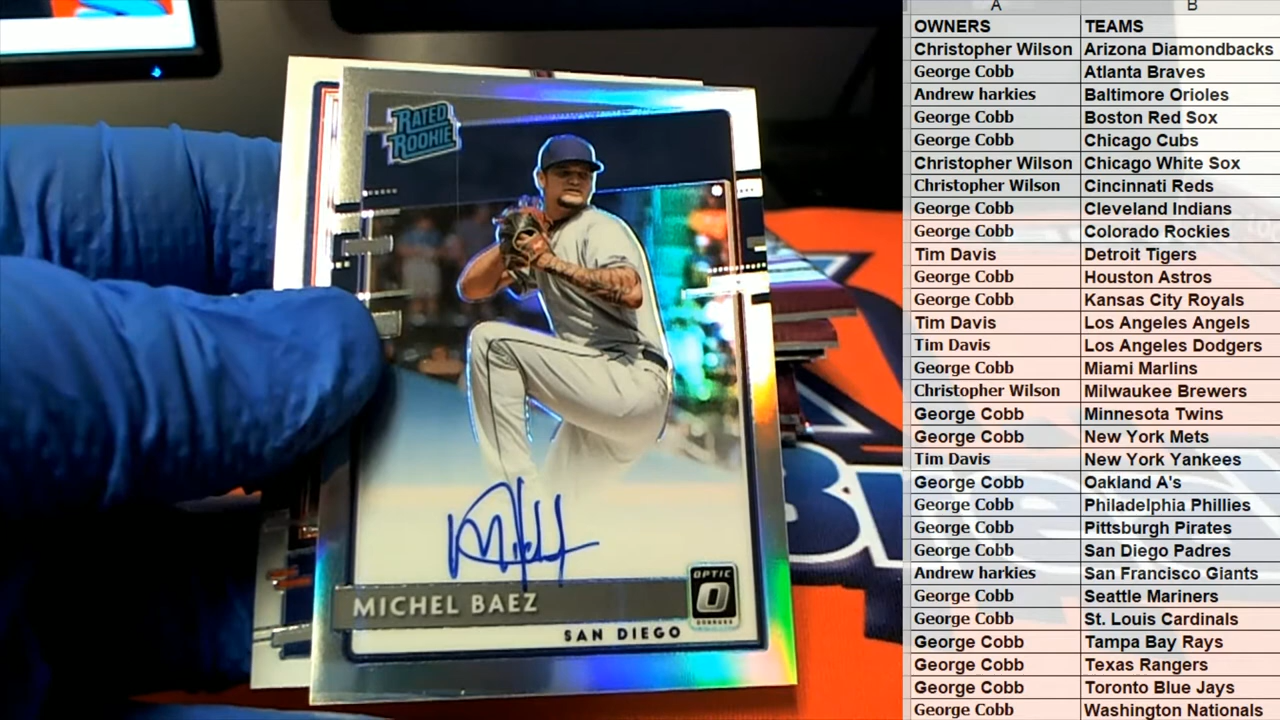 RATED
ROOKIE
MICHEL BAEZ
OPTIC
SAN DIEGO
A B
OWNERS TEAMS
Christopher Wilson Arizona Diamondbacks
George Cobb Atlanta Braves
Andrew harkies Baltimore Orioles
George Cobb Boston Red Sox
George Cobb Chicago Cubs
Christopher Wilson Chicago White Sox
Christopher Wilson Cincinnati Reds
George Cobb Cleveland Indians
George Cobb Colorado Rockies
Tim Davis Detroit Tigers
George Cobb Houston Astros
George Cobb Kansas City Royals
Tim Davis Los Angeles Angels
Tim Davis Los Angeles Dodgers
George Cobb Miami Marlins
Christopher Wilson Milwaukee Brewers
George Cobb Minnesota Twins
George Cobb New York Mets
Tim Davis New York Yankees
George Cobb Oakland A's
George Cobb Philadelphia Phillies
George Cobb Pittsburgh Pirates
George Cobb San Diego Padres
Andrew harkies San Francisco Giants
George Cobb Seattle Mariners
George Cobb St. Louis Cardinals
George Cobb Tampa Bay Rays
George Cobb Texas Rangers
George Cobb Toronto Blue Jays
George Cobb Washington Nationals